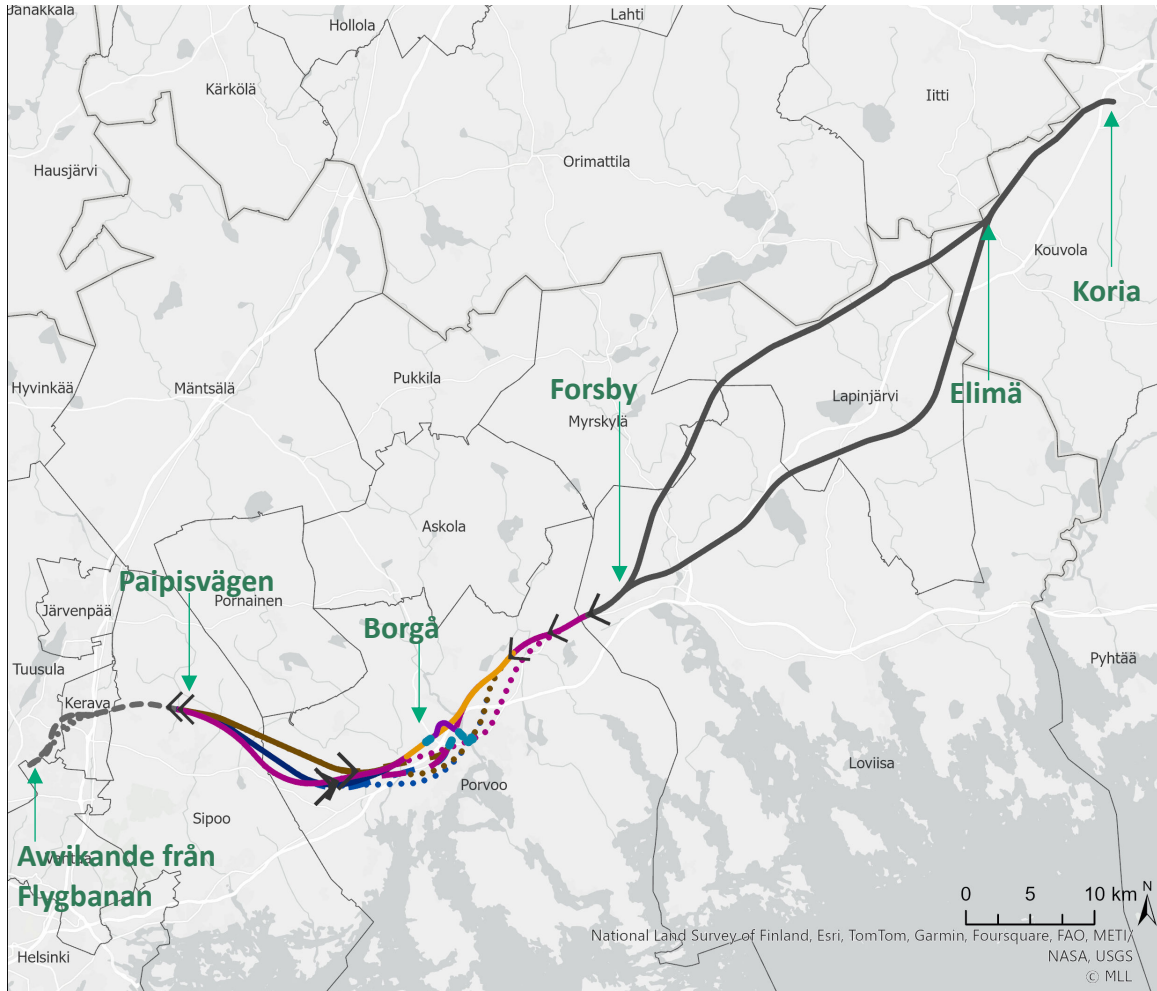 Janakkala
Hollola
Lahti
Kärkölä
Iitti
Hausjärvi
Orimattila
Kouvola
Koria
Hyvinkää
Mäntsälä
Pukkila
Forsby
Myrskylä
Lapinjärvi
Elimä
Askola
Paipisvägen
Järvenpää
Pornainen
Borgå
Tuusula
Pyhtää
Kerava
Porvoo
Loviisa
Sipoo
Vantaa
Avvikande från
Flygbanan
0 5 10 km
N
National Land Survey of Finland, Esri, TomTom, Garmin, Foursquare, FAO, METI/
NASA, USGS
© MLL
Helsinki